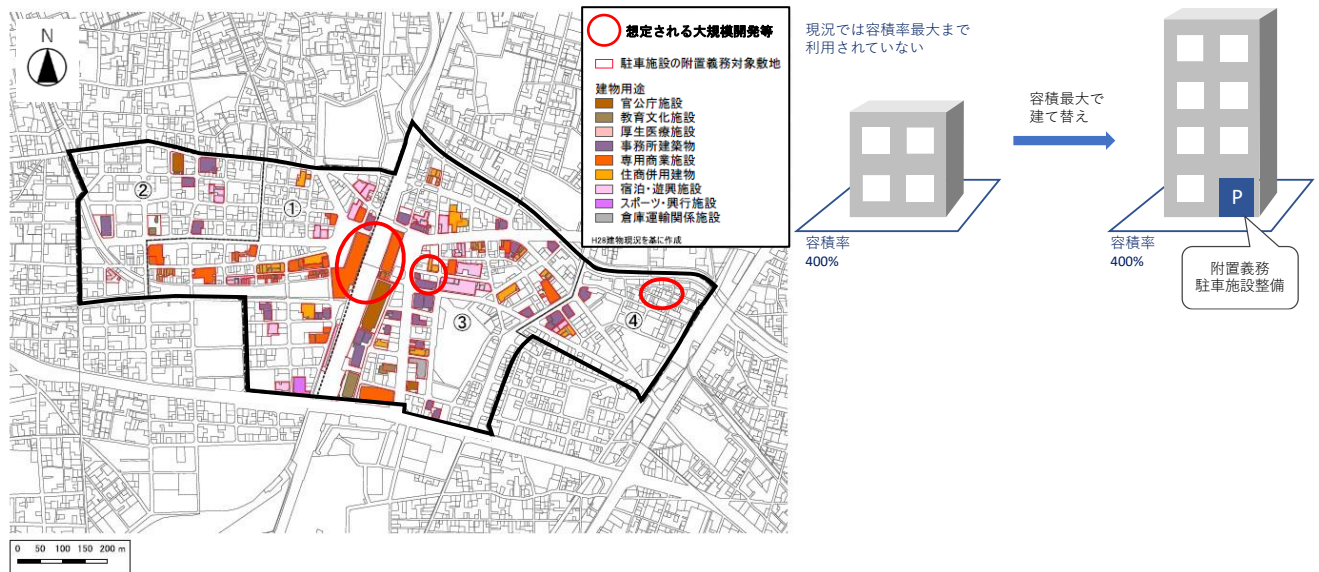 N
②
①
③
④
想定される大規模開発等
駐車施設の附置義務対象敷地
建物用途
官公庁施設
教育文化施設
厚生医療施設
事務所建築物
専用商業施設
住商併用建物
宿泊・遊興施設
スポーツ・興行施設
倉庫運輸関係施設
H28建物現況を基に作成
0 50 100 150 200 m
現況では容積率最大まで
利用されていない
容積率
400%
容積最大で
建て替え
P
容積率
400%
附置義務
駐車施設整備